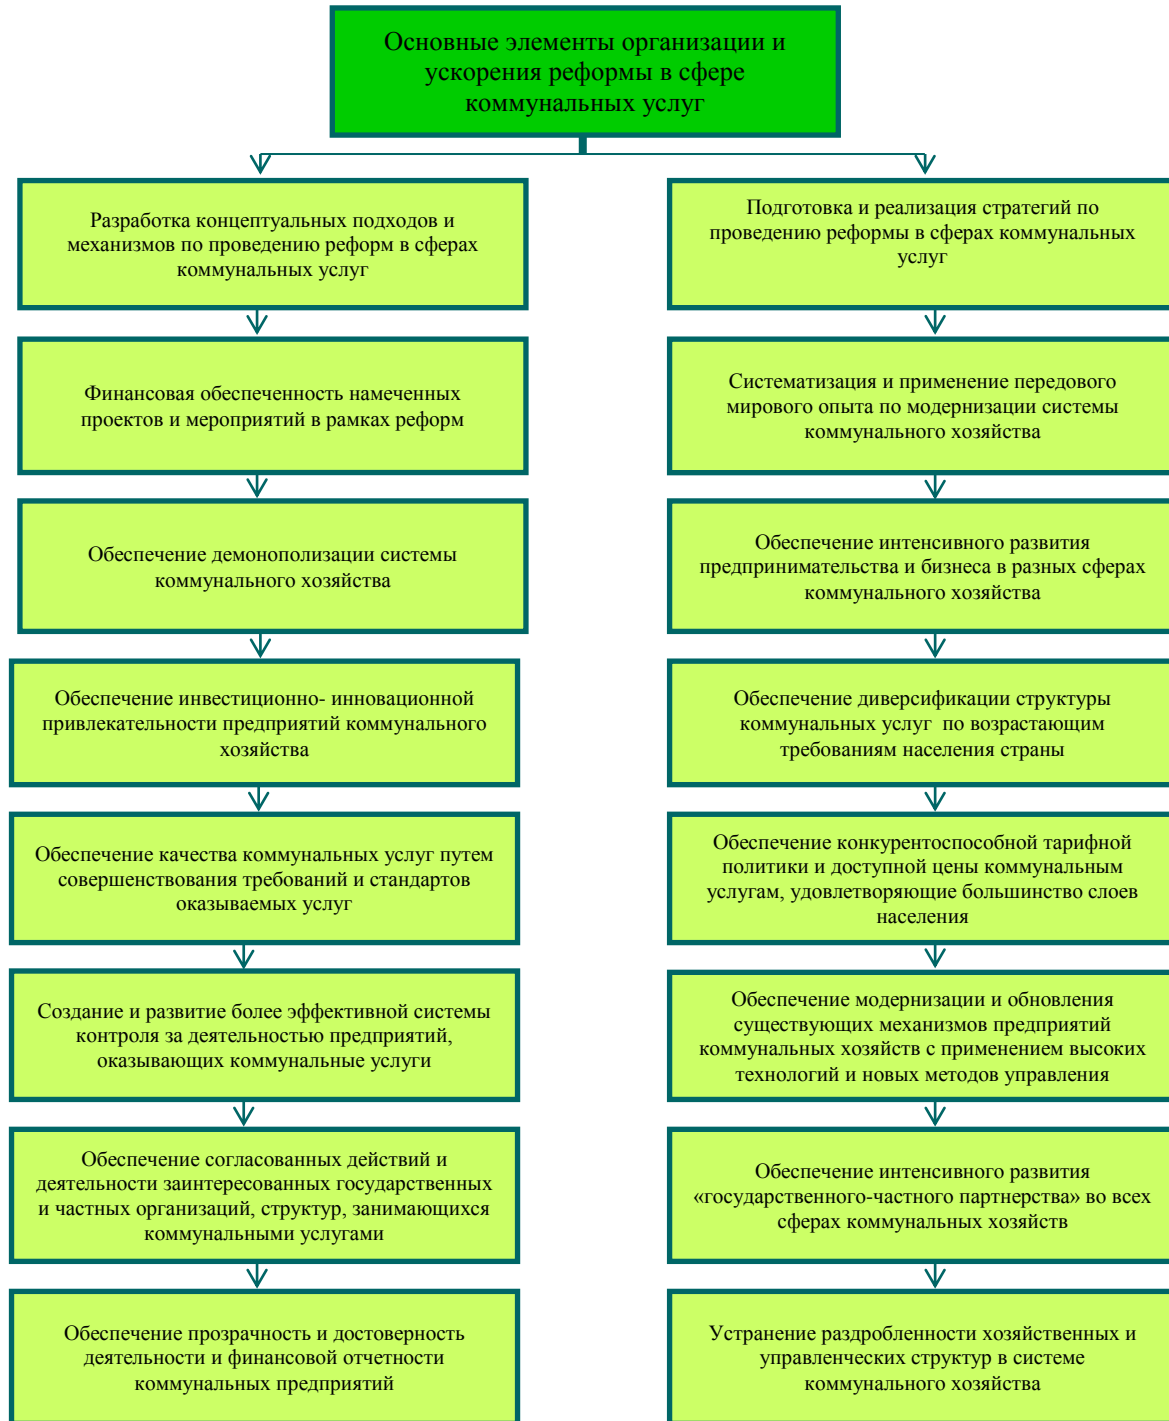 Основные элементы организации и
ускорения реформы в сфере
коммунальных услуг
Разработка концептуальных подходов и
механизмов по проведению реформ в сферах
коммунальных услуг
Подготовка и реализация стратегий по
проведению реформы в сферах коммунальных
услуг
Финансовая обеспеченность намеченных
проектов и мероприятий в рамках реформ
Систематизация и применение передового
мирового опыта по модернизации системы
коммунального хозяйства
Обеспечение демонополизации системы
коммунального хозяйства
Обеспечение интенсивного развития
предпринимательства и бизнеса в разных сферах
коммунального хозяйства
Обеспечение инвестиционно- инновационной
привлекательности предприятий коммунального
хозяйства
Обеспечение диверсификации структуры
коммунальных услуг по возрастающим
требованиям населения страны
Обеспечение качества коммунальных услуг путем
совершенствования требований и стандартов
оказываемых услуг
Обеспечение конкурентоспособной тарифной
политики и доступной цены коммунальным
услугам, удовлетворяющие большинство слоев
населения
Создание и развитие более эффективной системы
контроля за деятельностью предприятий,
оказывающих коммунальные услуги
Обеспечение модернизации и обновления
существующих механизмов предприятий
коммунальных хозяйств с применением высоких
технологий и новых методов управления
Обеспечение согласованных действий и
деятельности заинтересованных государственных
и частных организаций, структур, занимающихся
коммунальными услугами
Обеспечение интенсивного развития
«государственного-частного партнерства» во всех
сферах коммунальных хозяйств
Обеспечение прозрачность и достоверность
деятельности и финансовой отчетности
коммунальных предприятий
Устранение раздробленности хозяйственных и
управленческих структур в системе
коммунального хозяйства